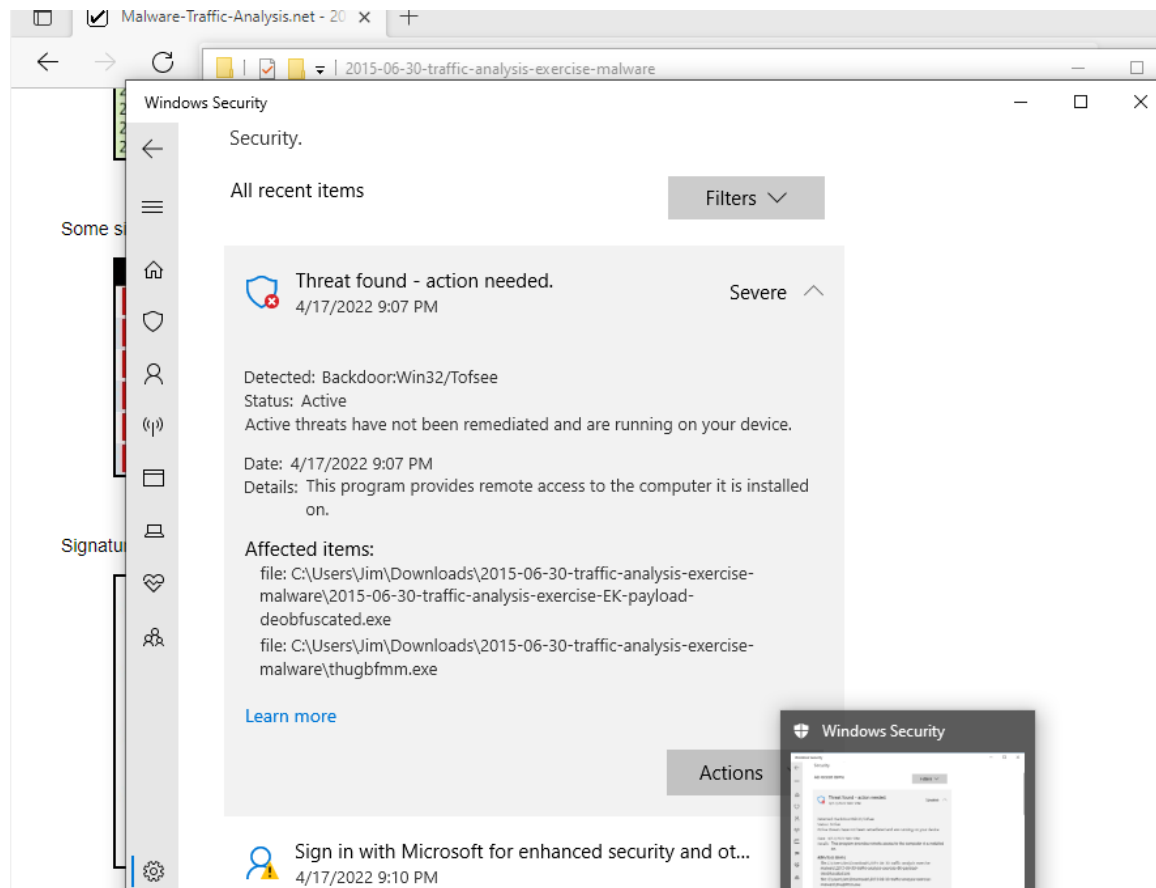 Malware-Traffic-Analysis.net - 20
2015-06-30-traffic-analysis-exercise-malware
Windows Security
Security.
All recent items
Filters
Some si
Threat found - action needed.
4/17/2022 9:07 PM
Severe
Detected: Backdoor:Win32/Tofsee
Status: Active
Active threats have not been remediated and are running on your device.
Date: 4/17/2022 9:07 PM
Details: This program provides remote access to the computer it is installed
on.
Signatur
Affected items:
file: C:\Users\Jim\Downloads\2015-06-30-traffic-analysis-exercise-
malware\2015-06-30-traffic-analysis-exercise-EK-payload-
deobfuscated.exe
file: C:\Users\Jim\Downloads\2015-06-30-traffic-analysis-exercise-
malware\thugbfmm.exe
Learn more
Windows Security
Actions
Sign in with Microsoft for enhanced security and ot...
4/17/2022 9:10 PM